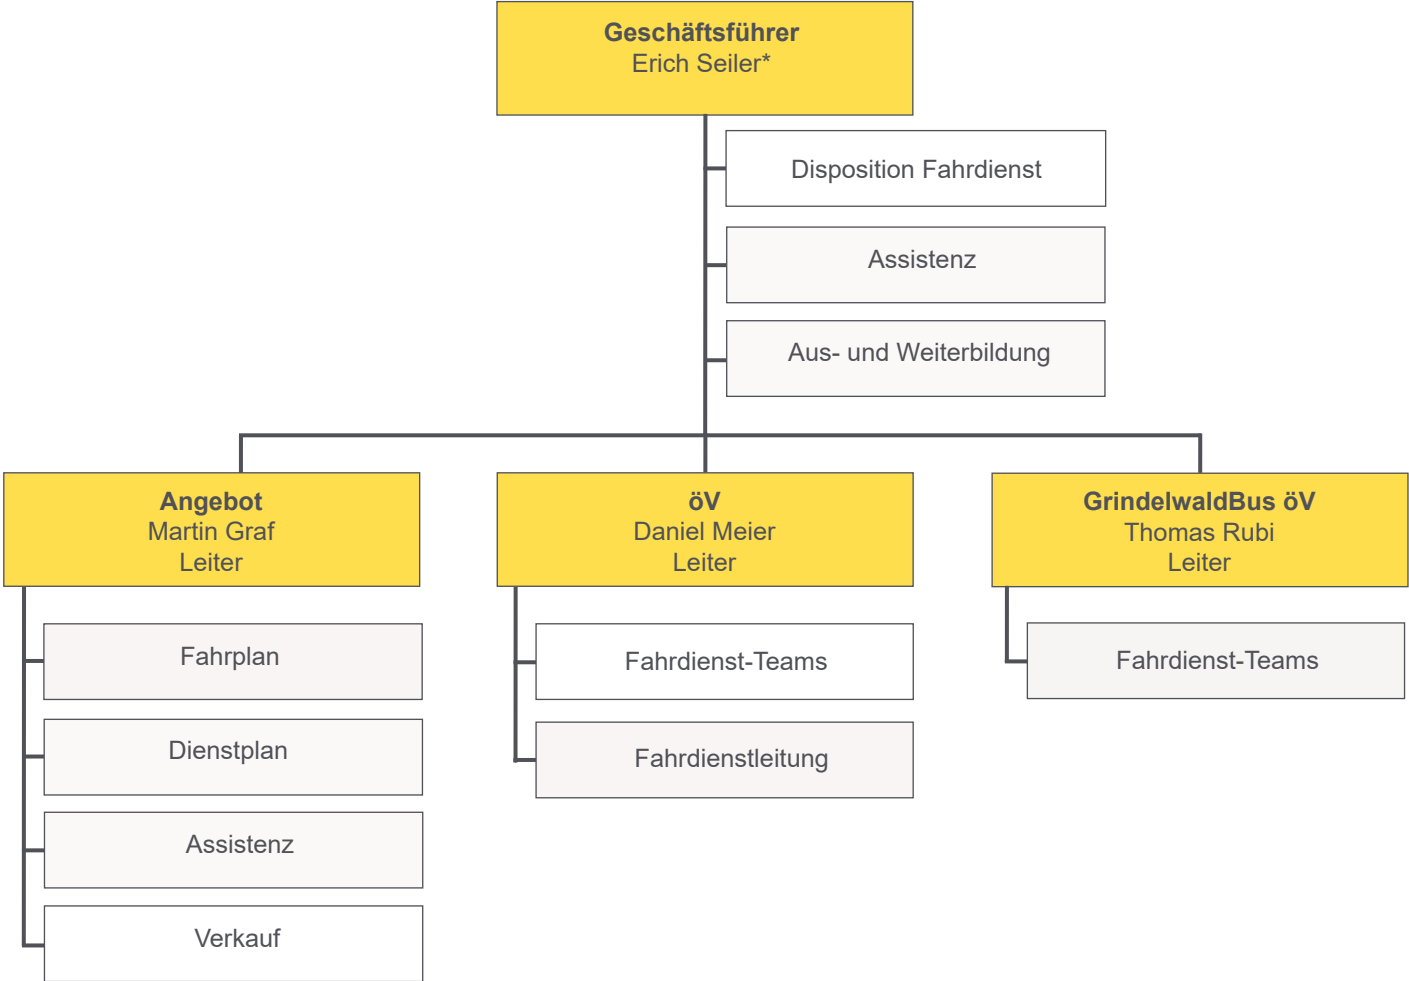 Geschäftsführer
Erich Seiler*
Disposition Fahrdienst
Assistenz
Aus- und Weiterbildung
Angebot
Martin Graf
Leiter
Fahrplan
Dienstplan
Assistenz
Verkauf
öV
Daniel Meier
Leiter
Fahrdienst-Teams
Fahrdienstleitung
GrindelwaldBus öV
Thomas Rubi
Leiter
Fahrdienst-Teams